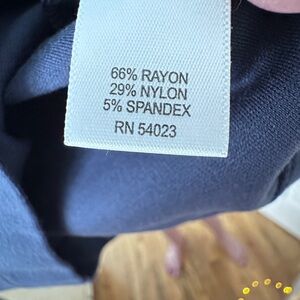 66% RAYON
29% NYLON
5% SPANDEX
RN 54023